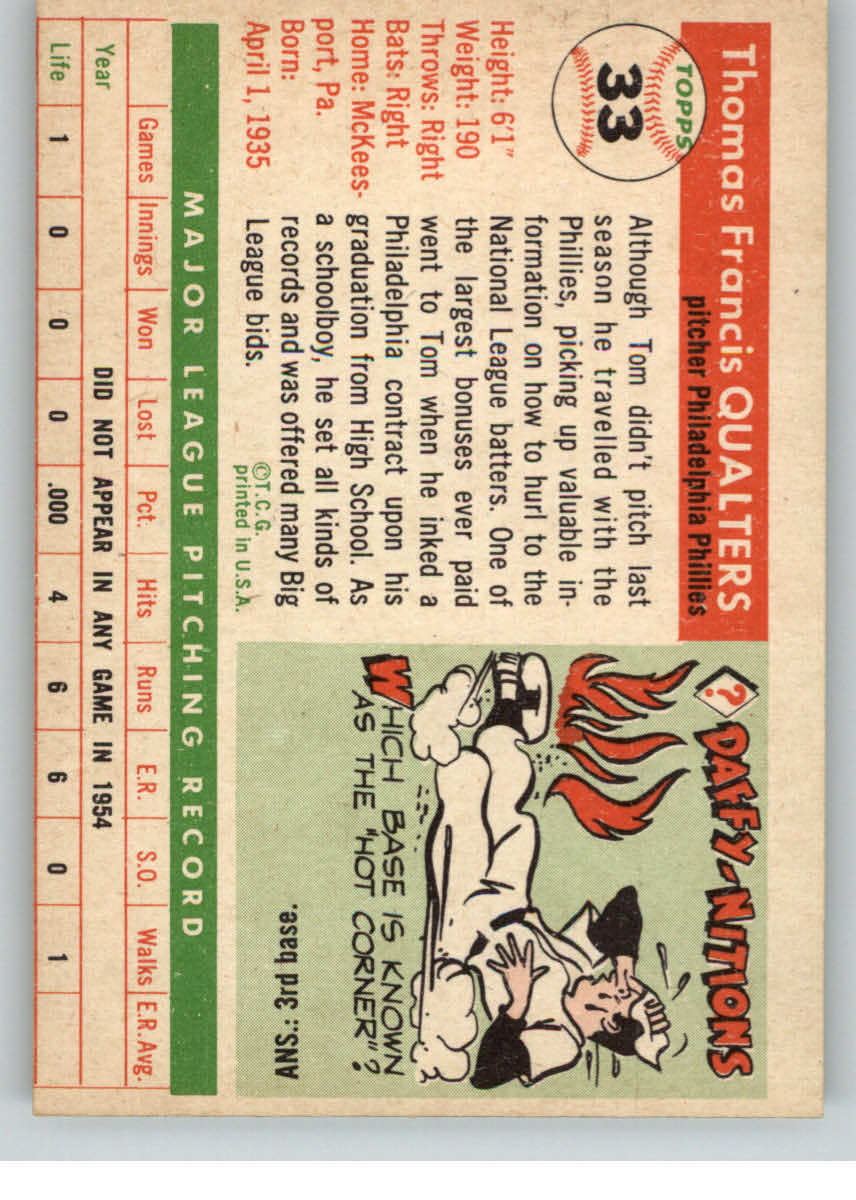 TOPPS
33
Thomas Francis QUALTERS
pitcher Philadelphia Phillies
Height: 6'1"
Weight: 190
Throws: Right
Bats: Right
Home: McKees-
port, Pa.
Born:
April 1, 1935
Although Tom didn't pitch last
season he travelled with the
Phillies, picking up valuable in-
formation on how to hurl to the
National League batters. One of
the largest bonuses ever paid
went to Tom when he inked a
Philadelphia contract upon his
graduation from High School. As
a schoolboy, he set all kinds of
records and was offered many Big
League bids.
©T.C.G.
printed in U.S.A.
? DAFFY-NITIONS
WHICH BASE IS KNOWN
AS THE "HOT CORNER"?
ANS.: 3rd base.
MAJOR LEAGUE PITCHING RECORD
Games Innings Won Lost Pct. Hits Runs E.R. S.O. Walks E.R.Avg.
Year DID NOT APPEAR IN ANY GAME IN 1954
Life 1 0 0 0 .000 4 6 6 0 1